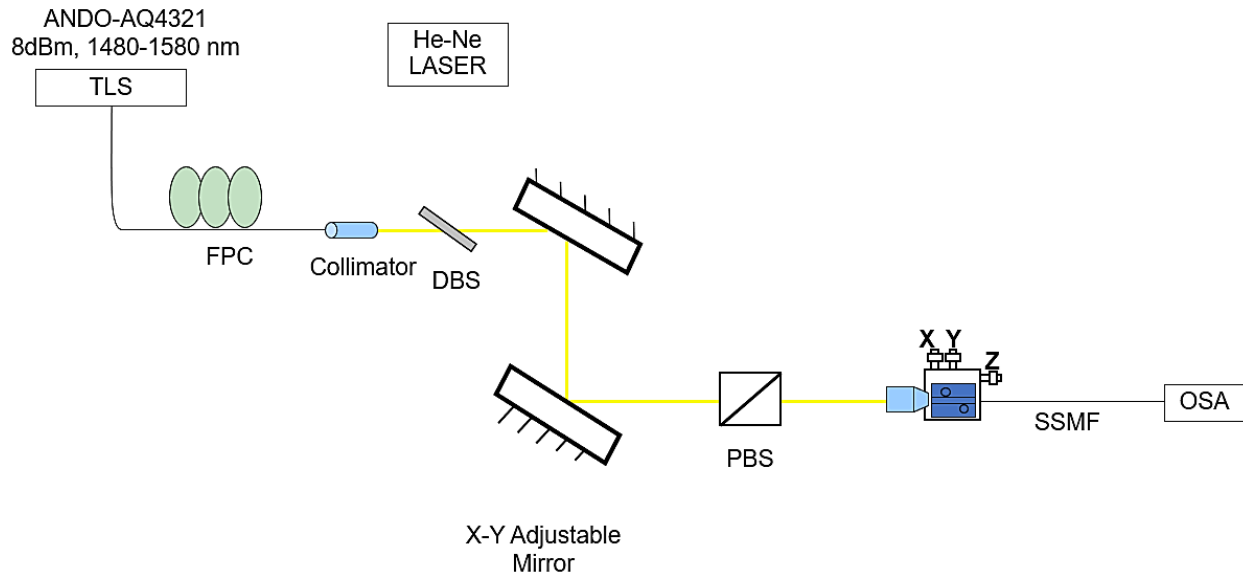 ANDO-AQ4321
8dBm, 1480-1580 nm
TLS
He-Ne
LASER
FPC
Collimator
DBS
X Y
Z
PBS
SSMF
OSA
X-Y Adjustable
Mirror